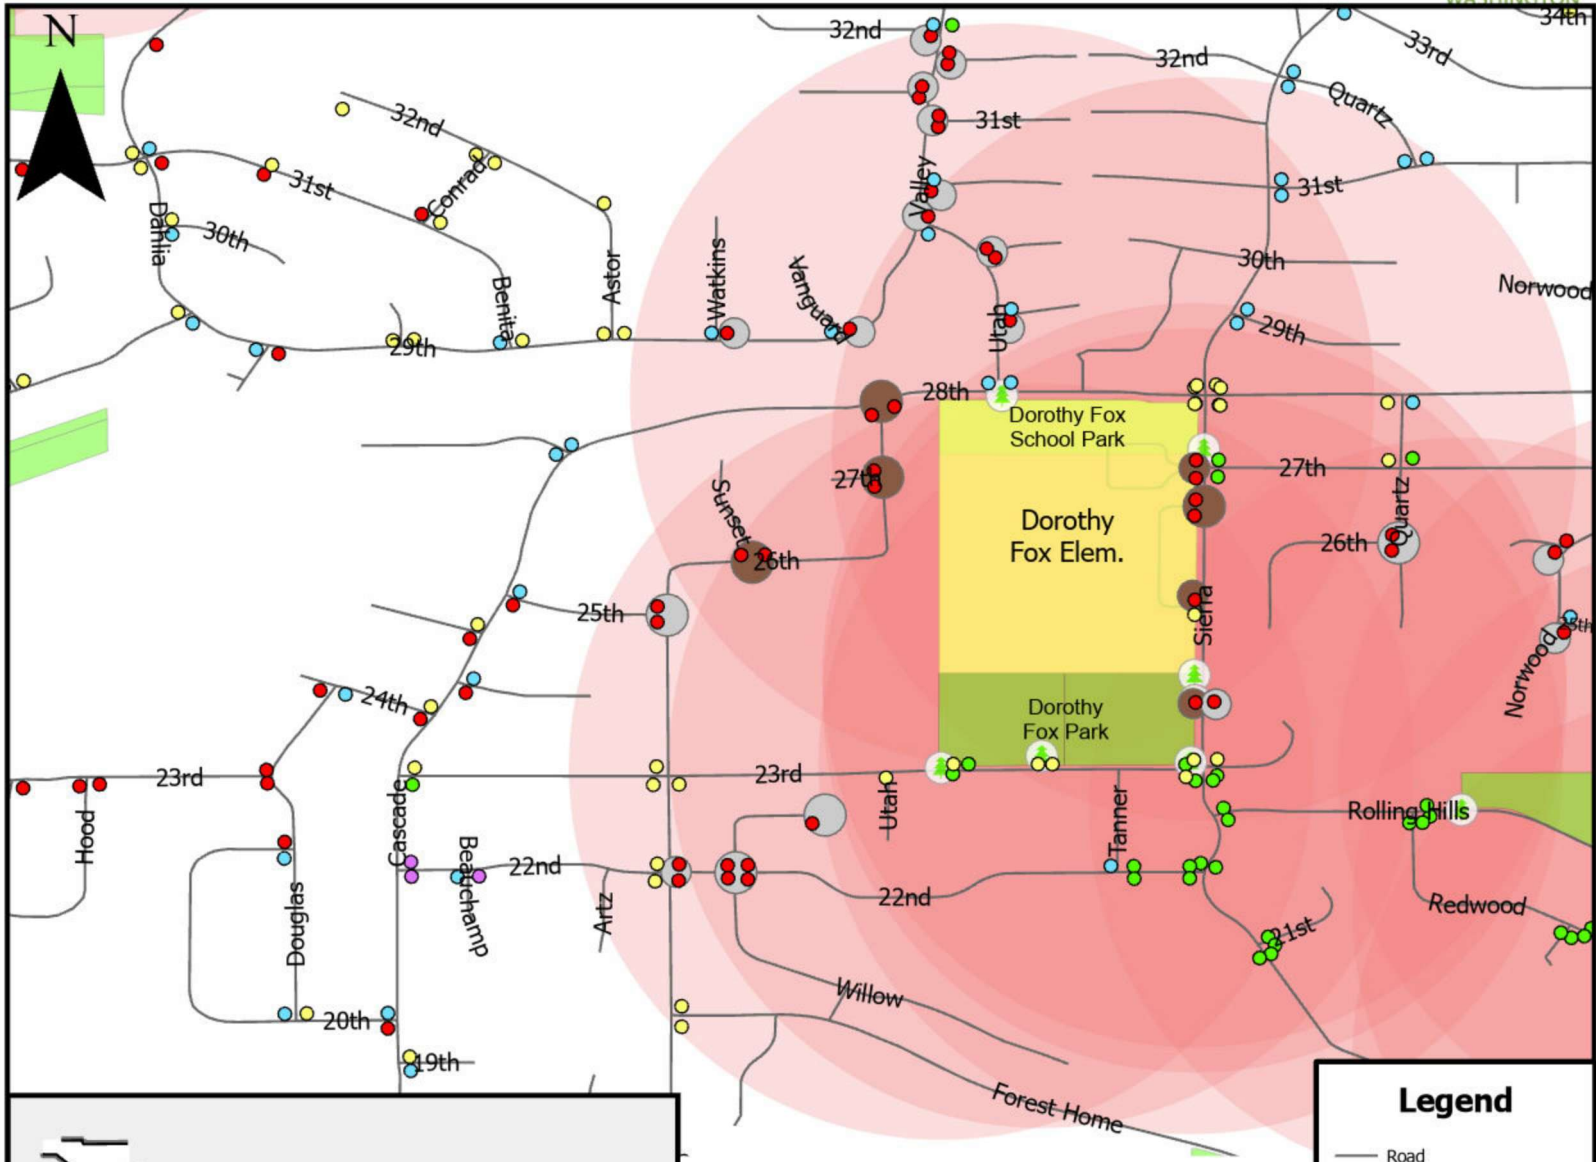 N
WASHINGTON
34th
32nd
32nd
33rd
Quartz
32nd
31st
31st
Conrad
Valley
31st
Dahlia
30th
30th
Astor
Watkins
Vanguard
Norwood
Benita
Utah
29th
29th
28th
Dorothy Fox
School Park
27th
27th
Sunset
Quartz
Dorothy
Fox Elem.
26th
26th
25th
Sierra
25th
Norwood
24th
Dorothy
Fox Park
23rd
23rd
Hood
Cascade
Utah
Tanner
Rolling Hills
Beauchamp
22nd
22nd
Redwood
Douglas
Artz
21st
Willow
20th
19th
Forest Home
Legend
Road